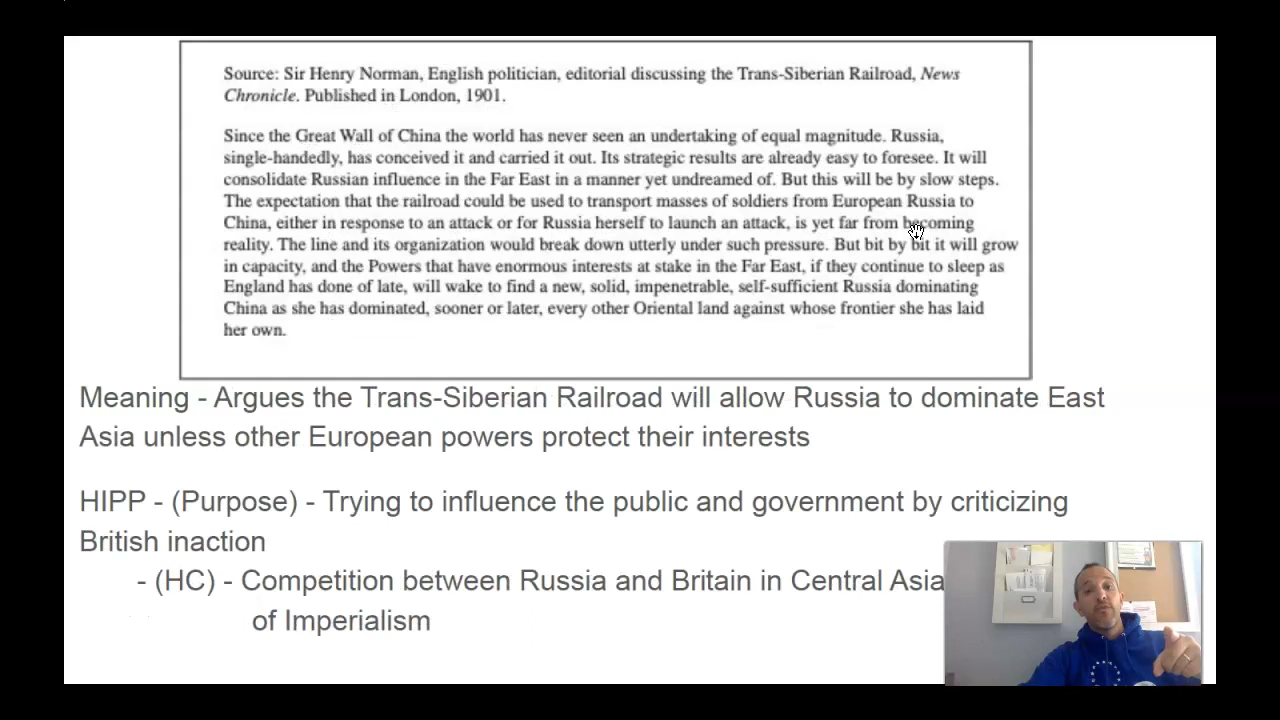 Source: Sir Henry Norman, English politician, editorial discussing the Trans-Siberian Railroad, News
Chronicle. Published in London, 1901.
Since the Great Wall of China the world has never seen an undertaking of equal magnitude. Russia,
single-handedly, has conceived it and carried it out. Its strategic results are already easy to foresee. It will
consolidate Russian influence in the Far East in a manner yet undreamed of. But this will be by slow steps.
The expectation that the railroad could be used to transport masses of soldiers from European Russia to
China, either in response to an attack or for Russia herself to launch an attack, is yet far from becoming
reality. The line and its organization would break down utterly under such pressure. But bit by bit it will grow
in capacity, and the Powers that have enormous interests at stake in the Far East, if they continue to sleep as
England has done of late, will wake to find a new, solid, impenetrable, self-sufficient Russia dominating
China as she has dominated, sooner or later, every other Oriental land against whose frontier she has laid
her own.
Meaning - Argues the Trans-Siberian Railroad will allow Russia to dominate East
Asia unless other European powers protect their interests
HIPP - (Purpose) - Trying to influence the public and government by criticizing
British inaction
- (HC) - Competition between Russia and Britain in Central Asia
of Imperialism